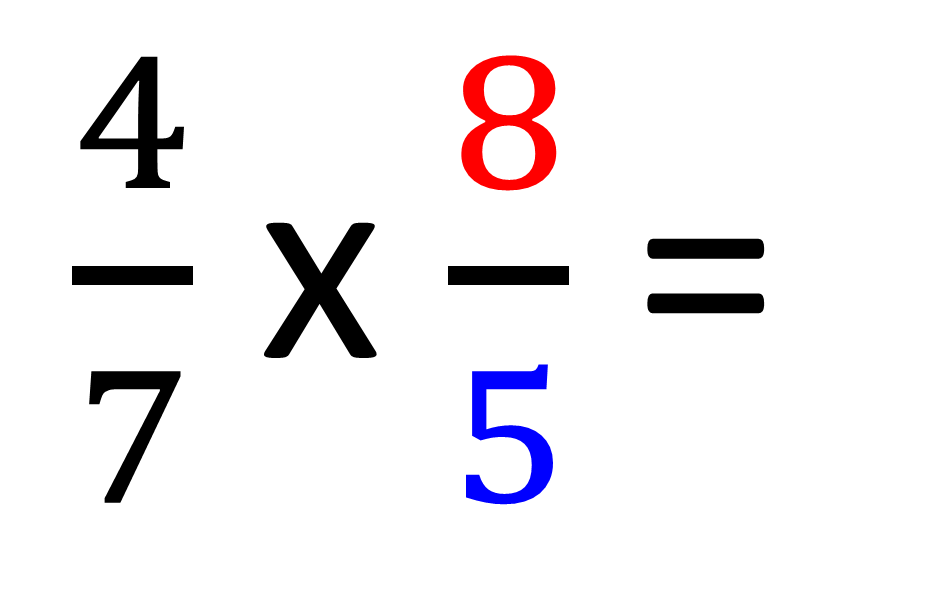 4/7 x 8/5 =